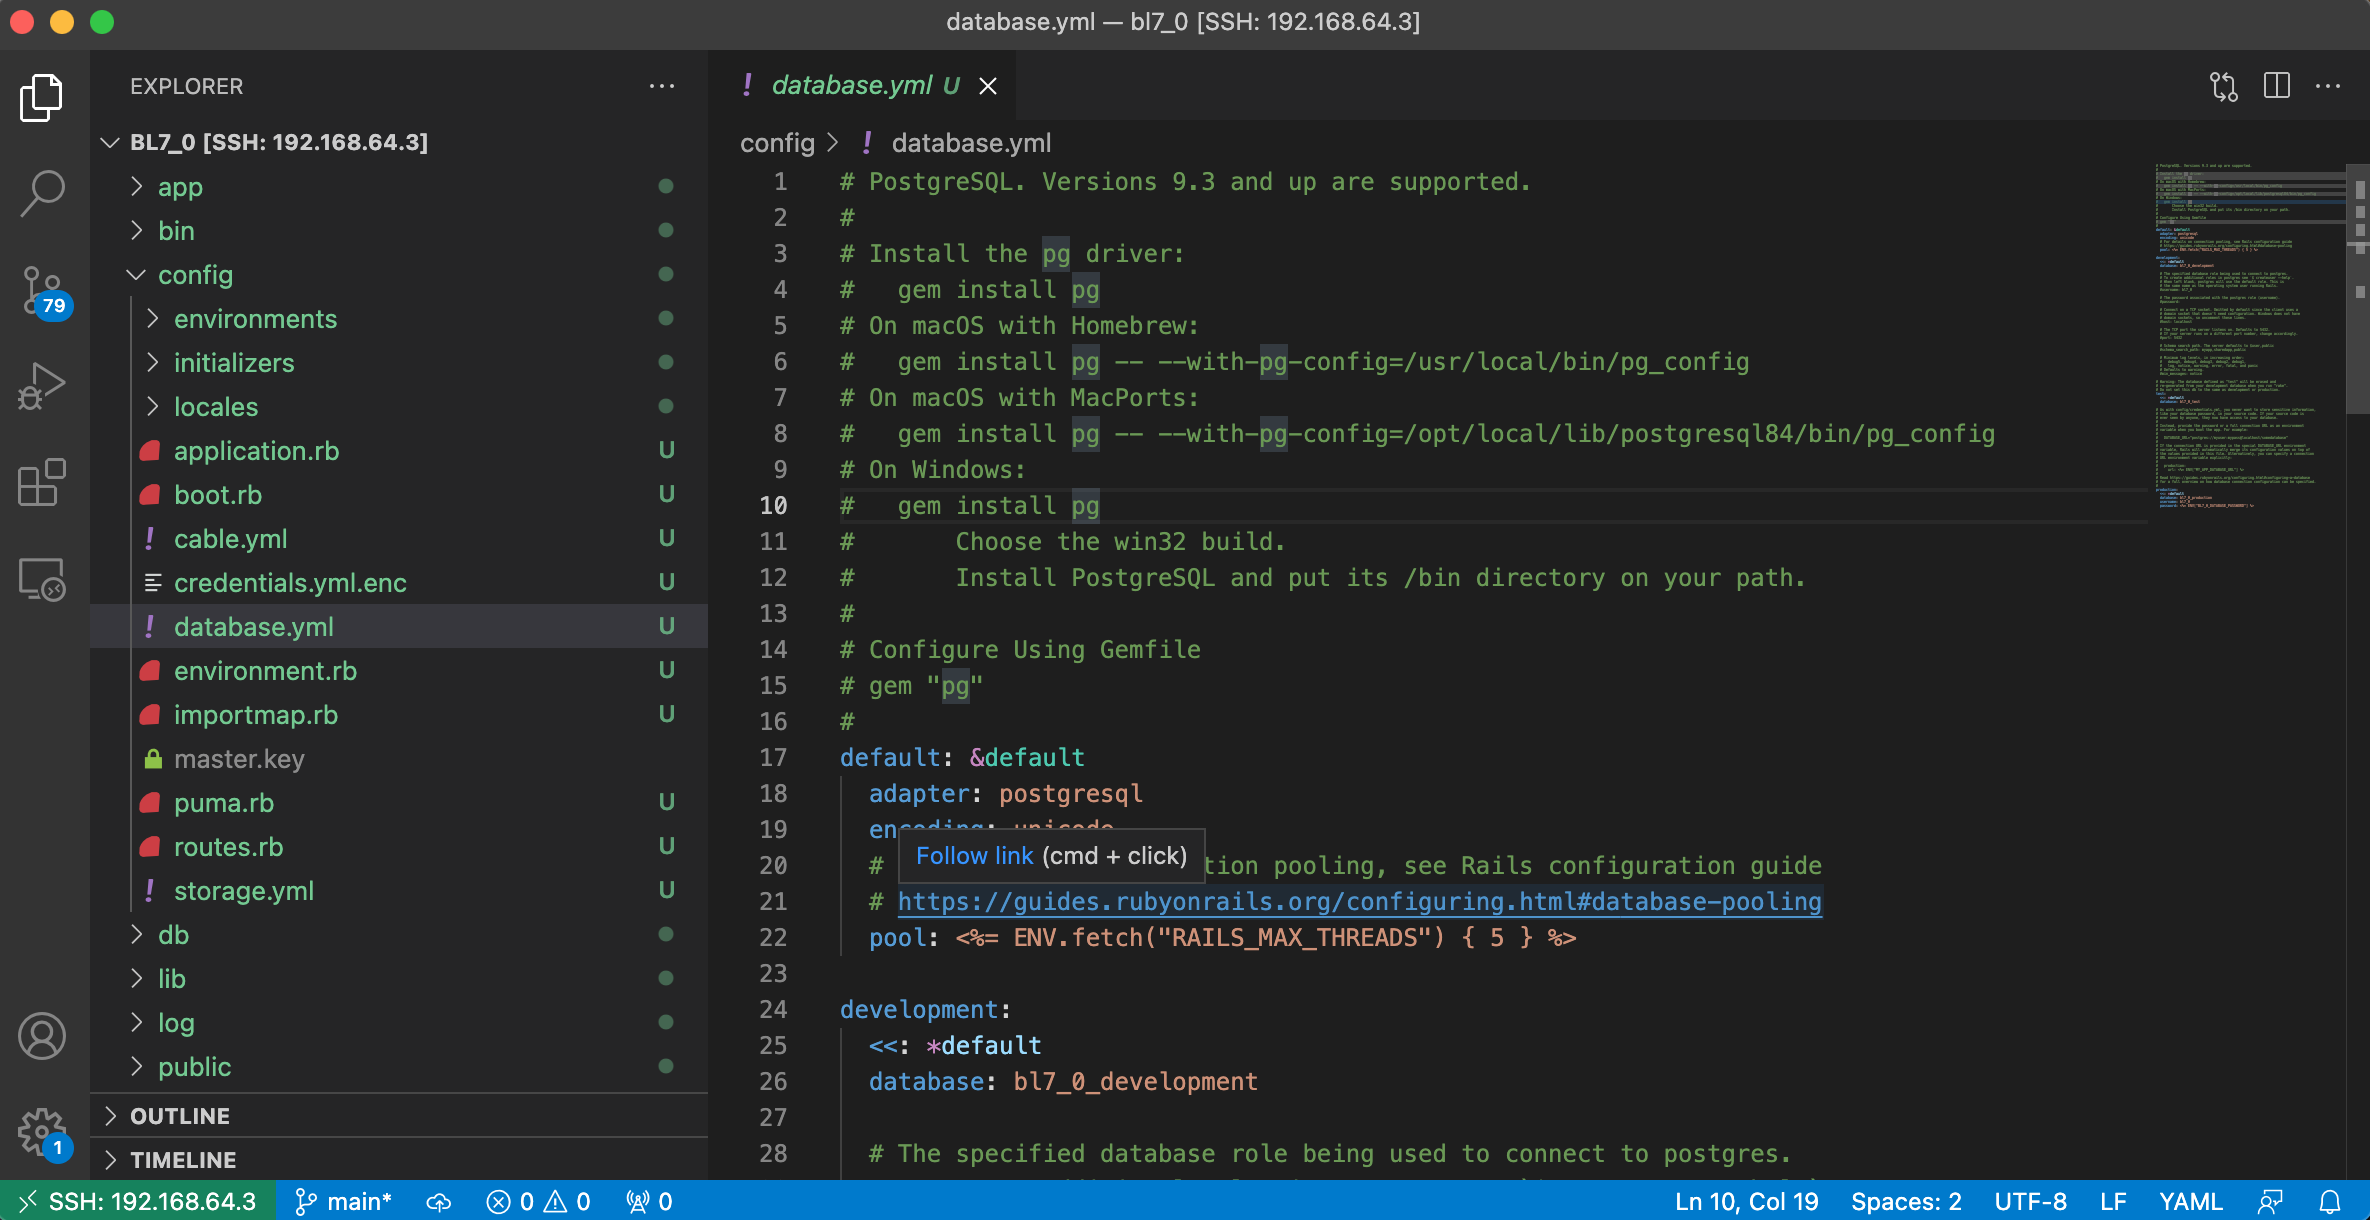 database.yml — bl7_0 [SSH: 192.168.64.3]
EXPLORER
BL7_0 [SSH: 192.168.64.3]
app
bin
config
environments
initializers
locales
application.rb U
boot.rb U
cable.yml U
credentials.yml.enc U
database.yml U
environment.rb U
importmap.rb U
master.key
puma.rb U
routes.rb U
storage.yml U
db
lib
log
public
OUTLINE
TIMELINE
79
1
! database.yml U
config > ! database.yml
1 # PostgreSQL. Versions 9.3 and up are supported.
2 #
3 # Install the pg driver:
4 #   gem install pg
5 # On macOS with Homebrew:
6 #   gem install pg -- --with-pg-config=/usr/local/bin/pg_config
7 # On macOS with MacPorts:
8 #   gem install pg -- --with-pg-config=/opt/local/lib/postgresql84/bin/pg_config
9 # On Windows:
10 #   gem install pg
11 #       Choose the win32 build.
12 #       Install PostgreSQL and put its /bin directory on your path.
13 #
14 # Configure Using Gemfile
15 # gem "pg"
16 #
17 default: &default
18   adapter: postgresql
19   encoding: unicode
Follow link (cmd + click)
20   # tion pooling, see Rails configuration guide
21   # https://guides.rubyonrails.org/configuring.html#database-pooling
22   pool: <%= ENV.fetch("RAILS_MAX_THREADS") { 5 } %>
23
24 development:
25   <<: *default
26   database: bl7_0_development
27
28   # The specified database role being used to connect to postgres.
SSH: 192.168.64.3 main* 0 0 0 Ln 10, Col 19 Spaces: 2 UTF-8 LF YAML